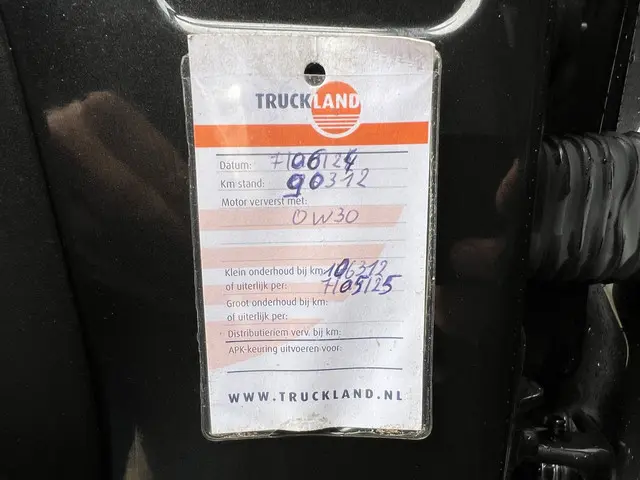 TRUCKLAND
Datum: 7/06/24
Km stand: 90312
Motor ververst met:
0W30
Klein onderhoud bij km: 106312
of uiterlijk per: 7/05/25
Groot onderhoud bij km:
of uiterlijk per:
Distributieriem verv. bij km:
APK-keuring uitvoeren voor:
WWW.TRUCKLAND.NL